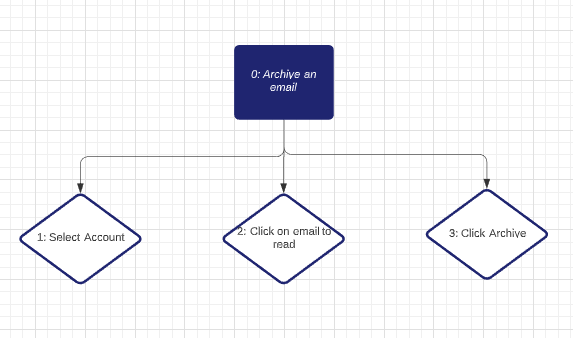 0: Archive an
email
1: Select Account
2: Click on email to
read
3: Click Archive